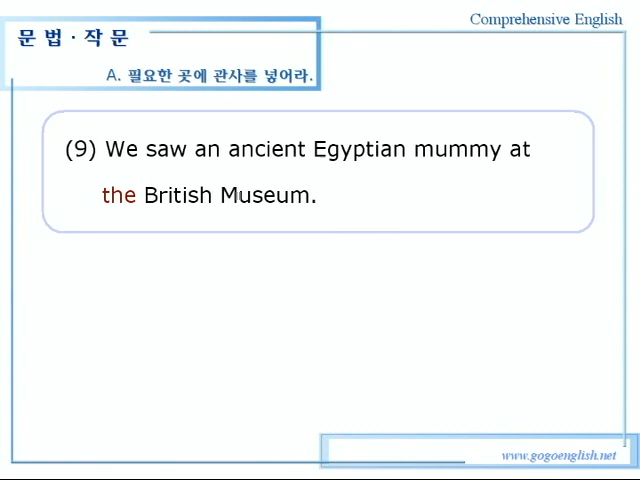 Comprehensive English
문 법 · 작 문
A. 필요한 곳에 관사를 넣어라.
(9) We saw an ancient Egyptian mummy at
the British Museum.
www.gogoenglish.net